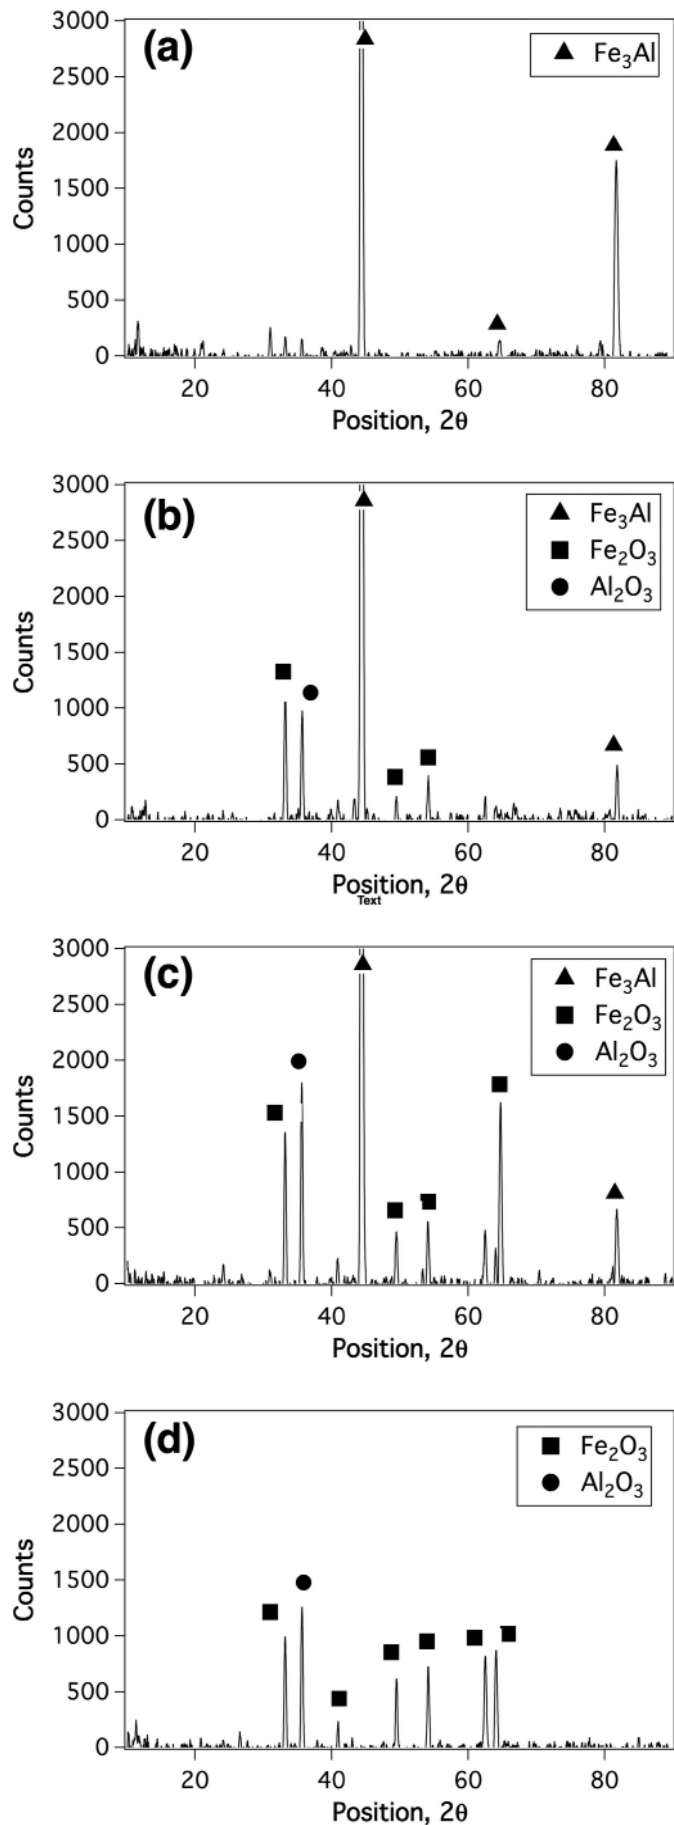 (a)
▲ Fe₃Al
3000
2500
2000
1500
1000
500
0
Counts
20 40 60 80
Position, 2θ
(b)
▲ Fe₃Al
■ Fe₂O₃
● Al₂O₃
3000
2500
2000
1500
1000
500
0
Counts
20 40 60 80
Position, 2θ
Text
(c)
▲ Fe₃Al
■ Fe₂O₃
● Al₂O₃
3000
2500
2000
1500
1000
500
0
Counts
20 40 60 80
Position, 2θ
(d)
■ Fe₂O₃
● Al₂O₃
3000
2500
2000
1500
1000
500
0
Counts
20 40 60 80
Position, 2θ